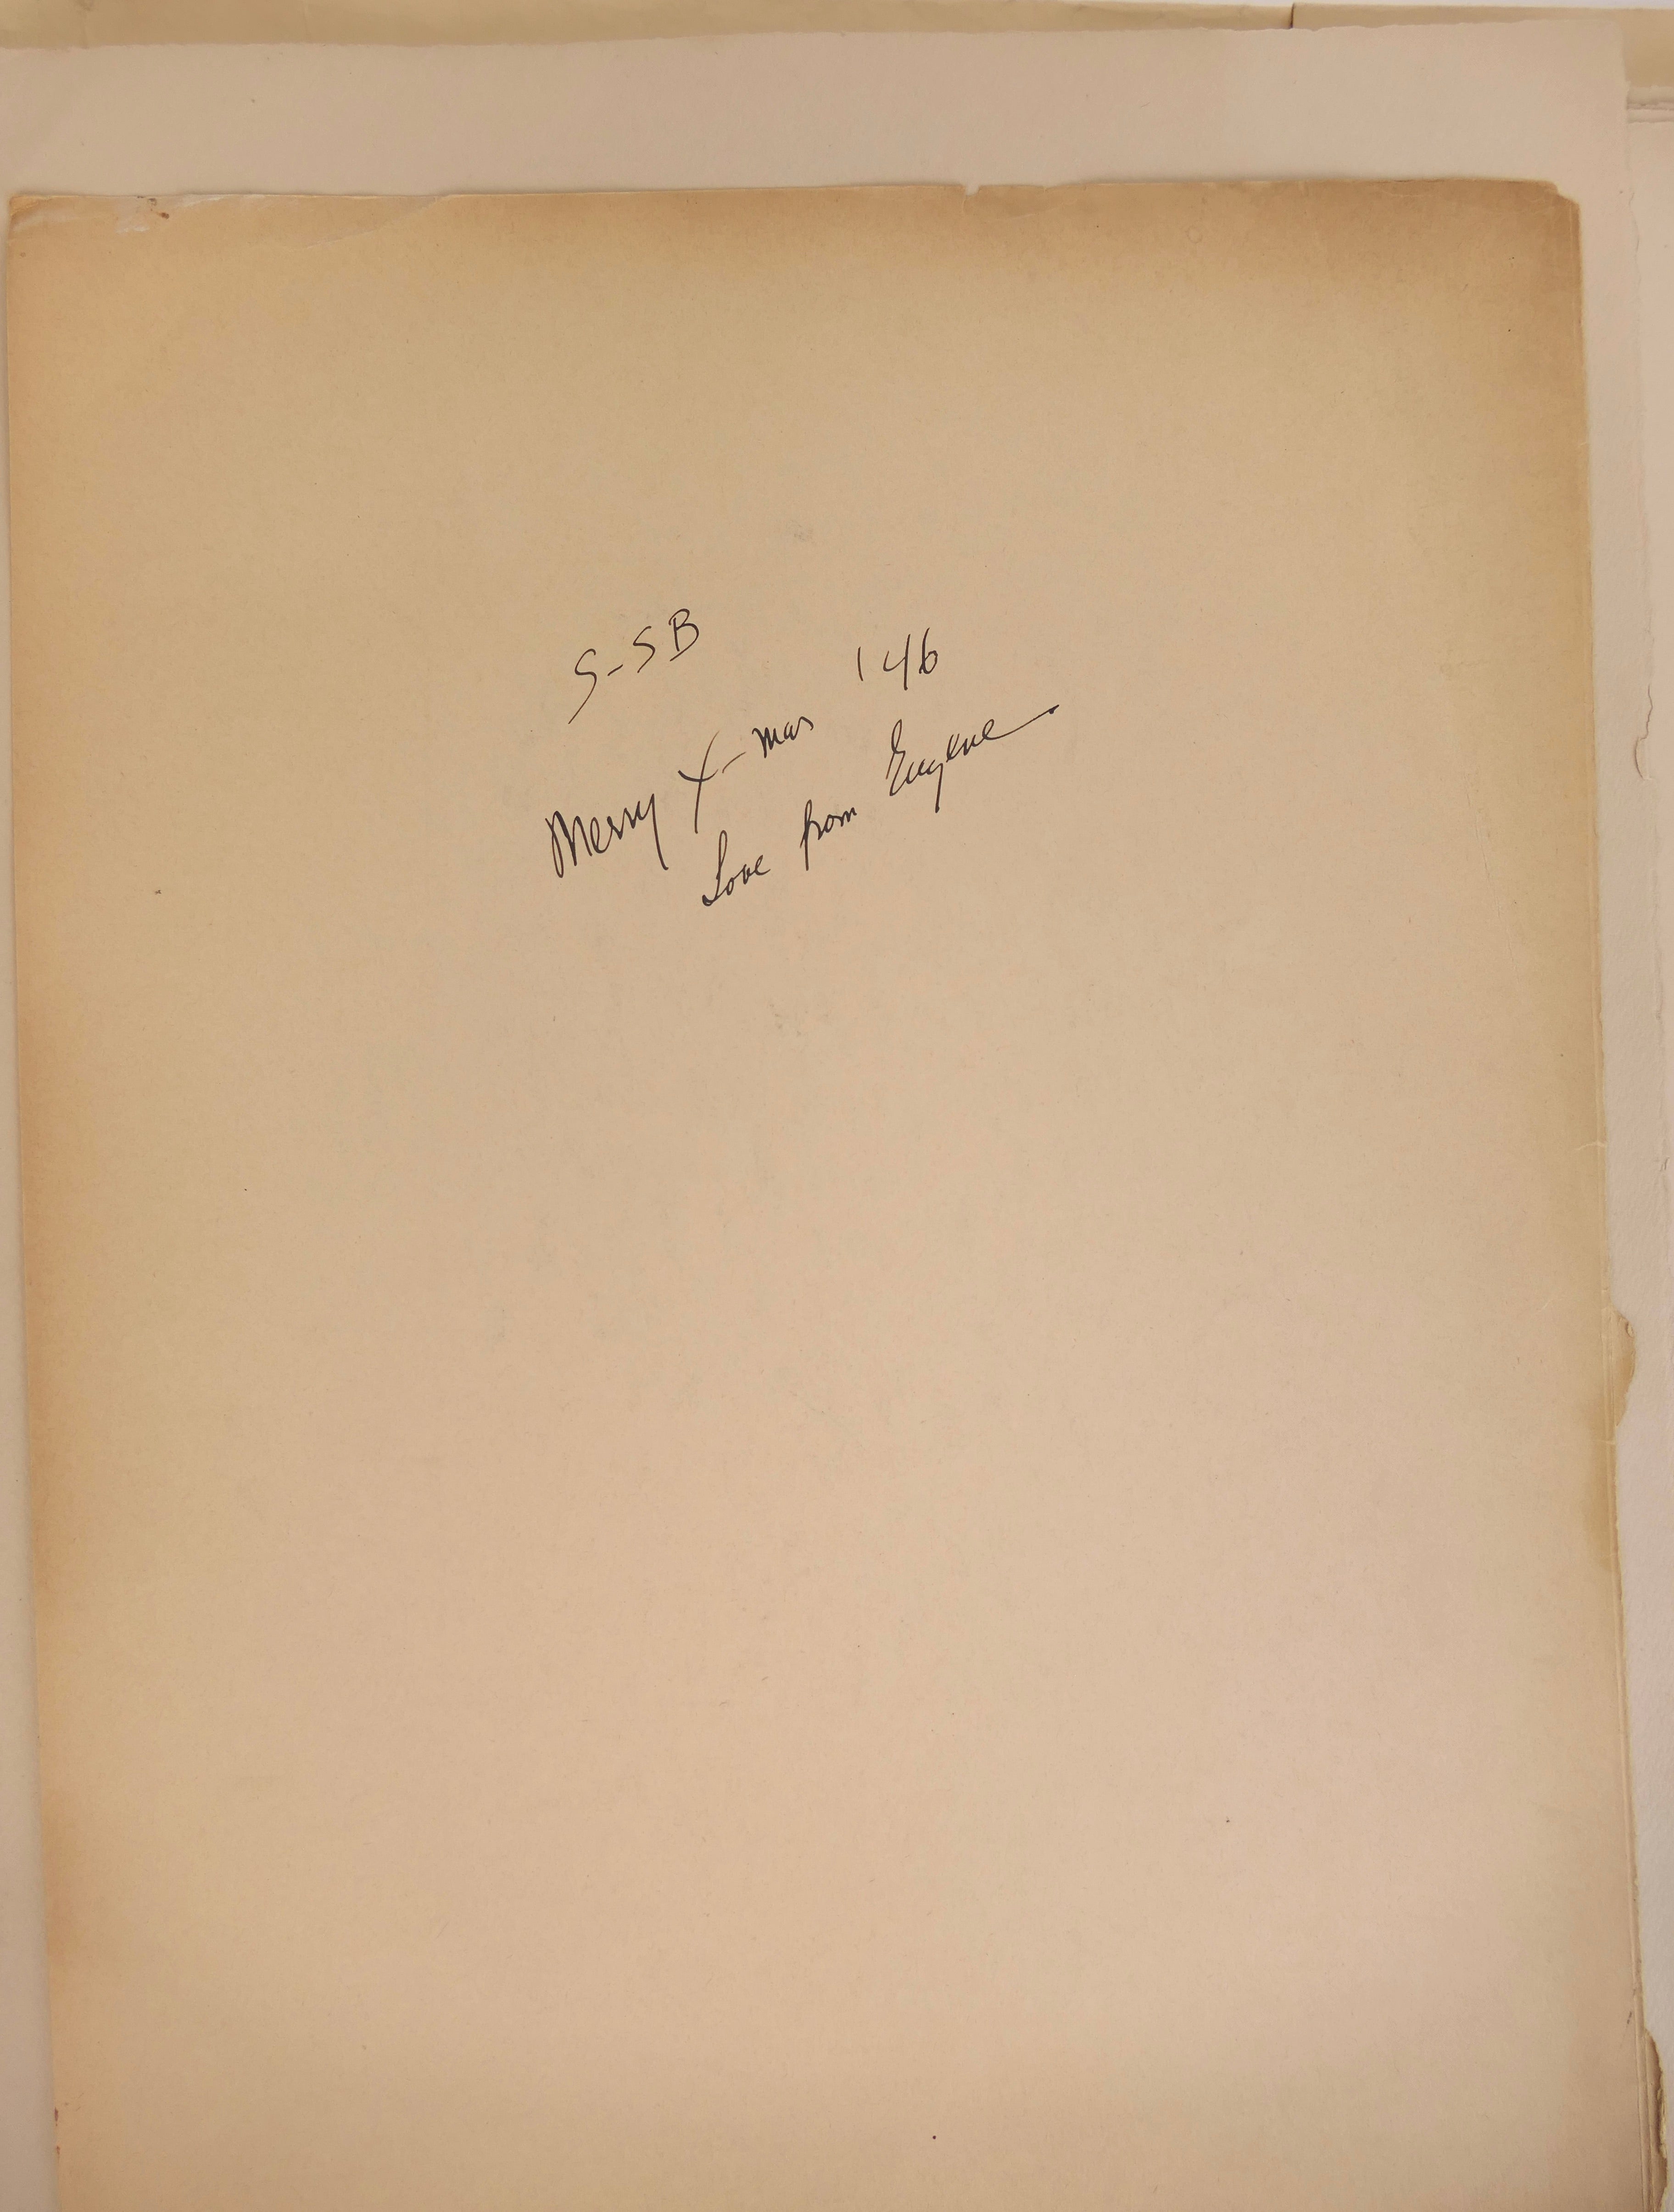 S-SB
Merry X-mas '46
Love from Eugene